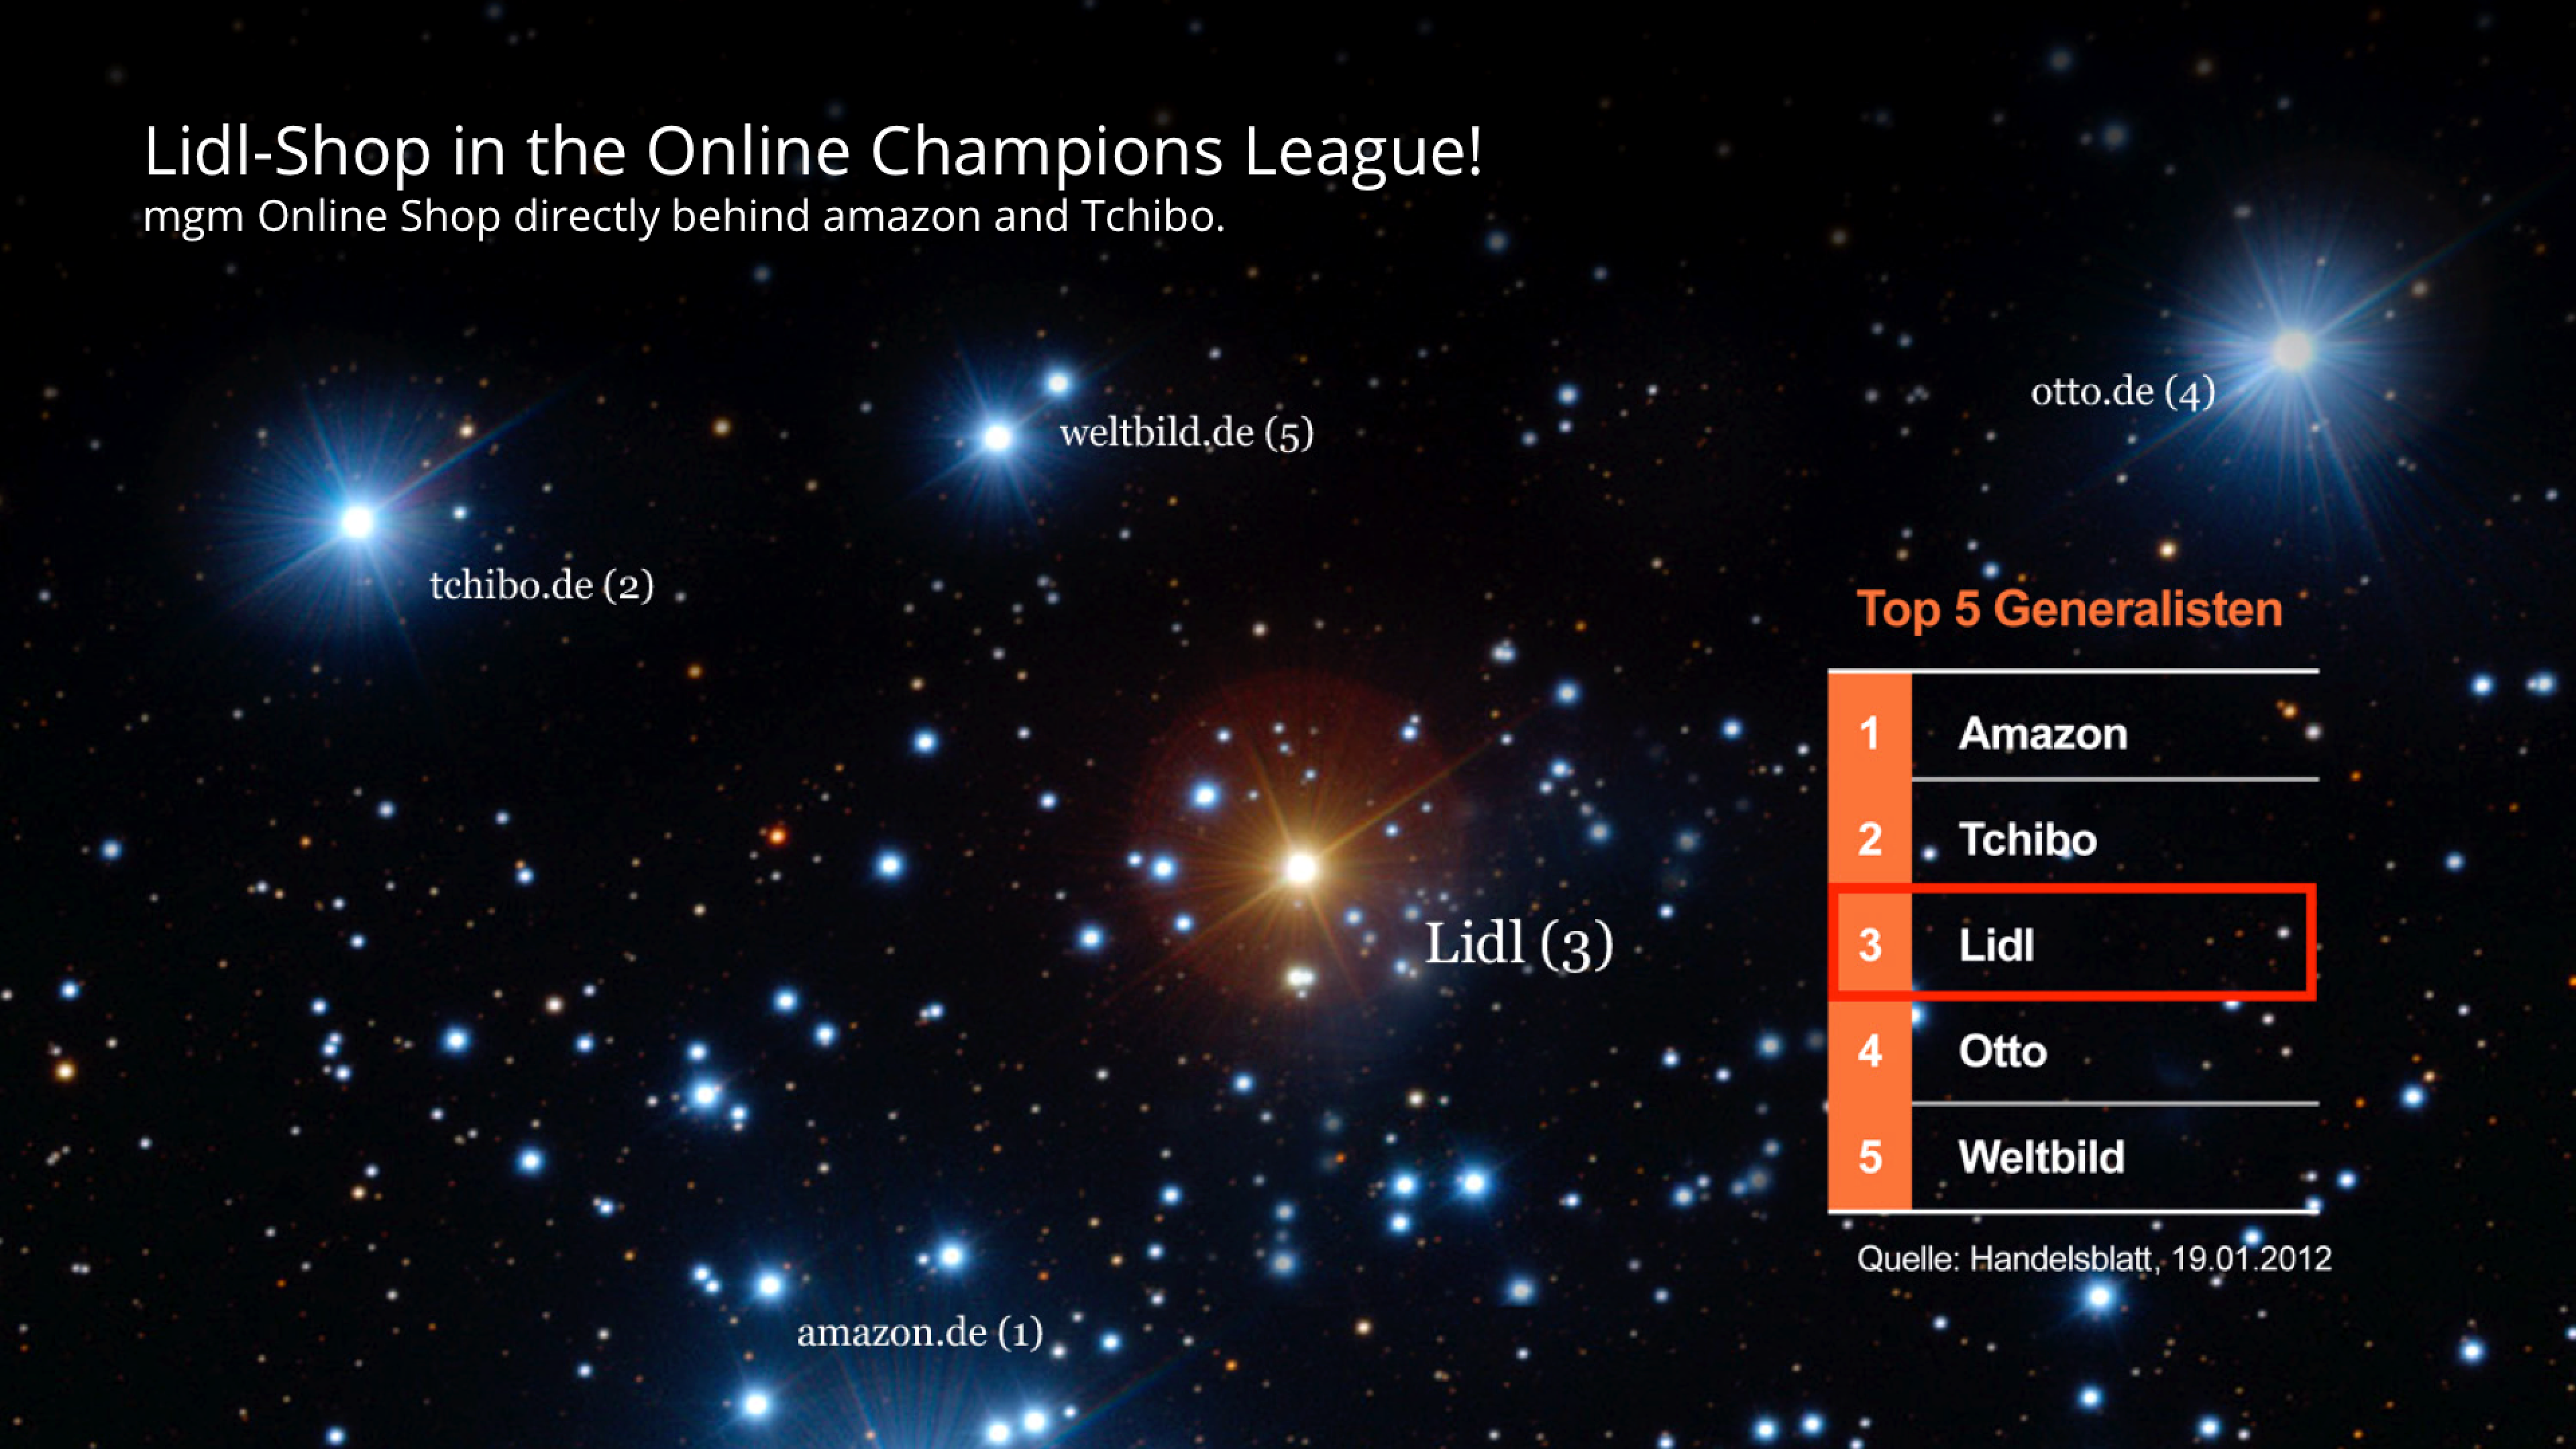 Lidl-Shop in the Online Champions League!
mgm Online Shop directly behind amazon and Tchibo.
otto.de (4)
weltbild.de (5)
tchibo.de (2)
Lidl (3)
amazon.de (1)
Top 5 Generalisten
1 Amazon
2 Tchibo
3 Lidl
4 Otto
5 Weltbild
Quelle: Handelsblatt, 19.01.2012